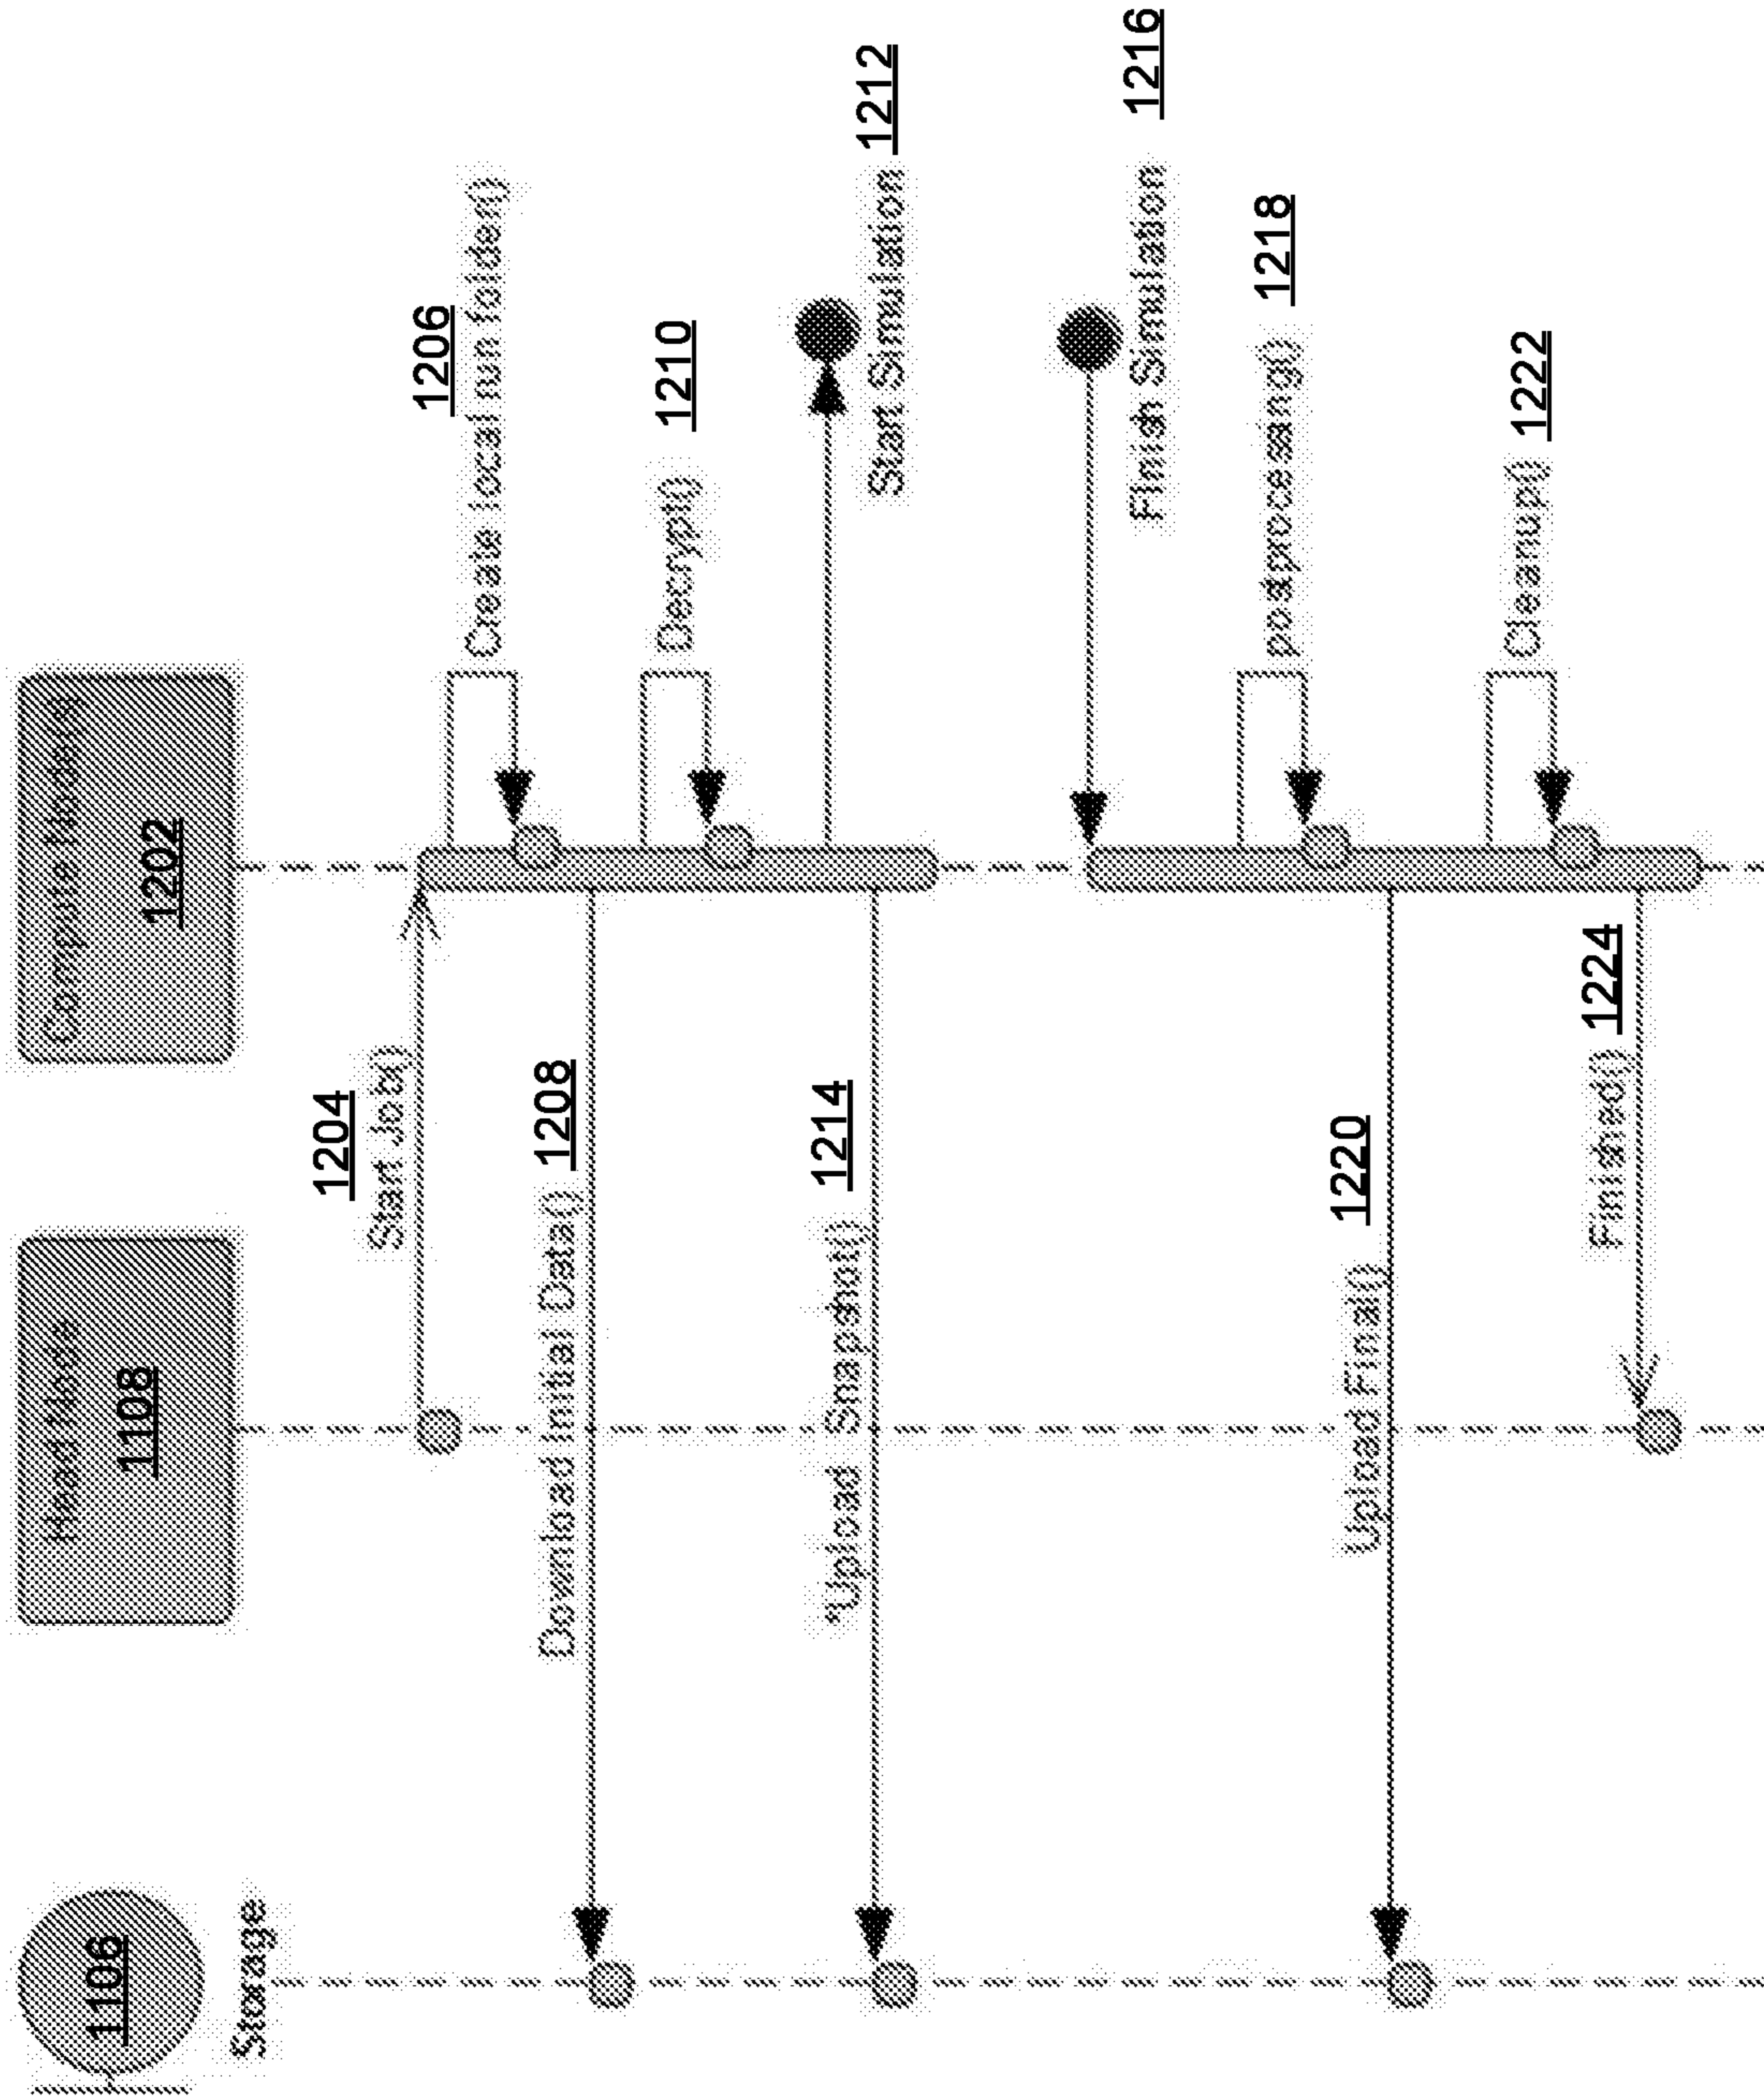 1106
Storage
Head Node
1108
Compute Node(s)
1202
1204
Start Job()
1206
Create local run folder()
Download Initial Data() 1208
Decrypt() 1210
Start Simulation 1212
*Upload Snapshot() 1214
Finish Simulation 1216
postprocessing() 1218
Upload Final() 1220
Cleanup() 1222
Finished() 1224